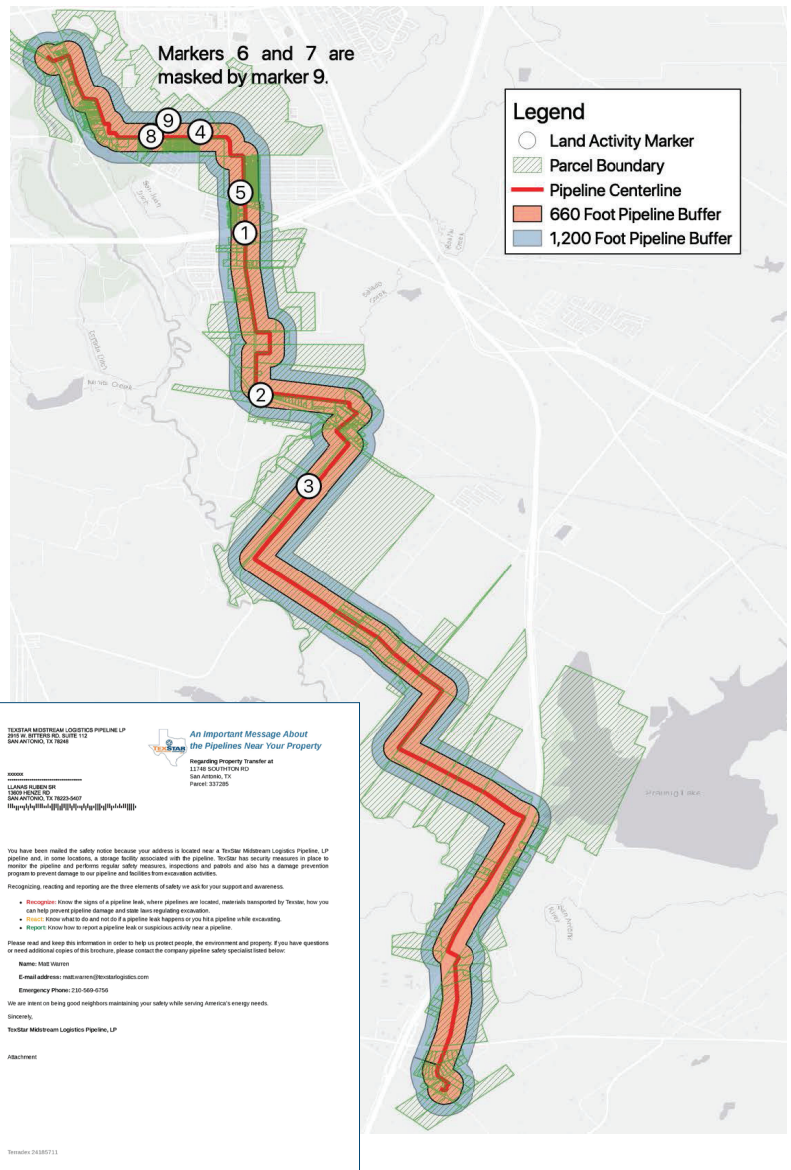 Markers 6 and 7 are
masked by marker 9.
Legend
Land Activity Marker
Parcel Boundary
Pipeline Centerline
660 Foot Pipeline Buffer
1,200 Foot Pipeline Buffer
9
8
4
5
1
2
3
TEXSTAR MIDSTREAM LOGISTICS PIPELINE LP
2915 W. BITTERS RD, SUITE 112
SAN ANTONIO, TX 78248
TEXSTAR
An Important Message About
the Pipelines Near Your Property
Regarding Property Transfer at
11748 SOUTHTON RD
San Antonio, TX
Parcel: 337285
xxxxxx
LLANAS RUBEN SR
13609 HENZE RD
SAN ANTONIO, TX 78223-5407
You have been mailed the safety notice because your address is located near a TexStar Midstream Logistics Pipeline, LP
pipeline and, in some locations, a storage facility associated with the pipeline. TexStar has security measures in place to
monitor the pipeline and performs regular safety measures, inspections and patrols and also has a damage prevention
program to prevent damage to our pipeline and facilities from excavation activities.
Recognizing, reacting and reporting are the three elements of safety we ask for your support and awareness.
• Recognize: Know the signs of a pipeline leak, where pipelines are located, materials transported by Texstar, how you
can help prevent pipeline damage and state laws regulating excavation.
• React: Know what to do and not do if a pipeline leak happens or you hit a pipeline while excavating.
• Report: Know how to report a pipeline leak or suspicious activity near a pipeline.
Please read and keep this information in order to help us protect people, the environment and property. If you have questions
or need additional copies of this brochure, please contact the company pipeline safety specialist listed below:
Name: Matt Warren
E-mail address: matt.warren@texstarlogistics.com
Emergency Phone: 210-569-6756
We are intent on being good neighbors maintaining your safety while serving America's energy needs.
Sincerely,
TexStar Midstream Logistics Pipeline, LP
Attachment
Terradex 24185711